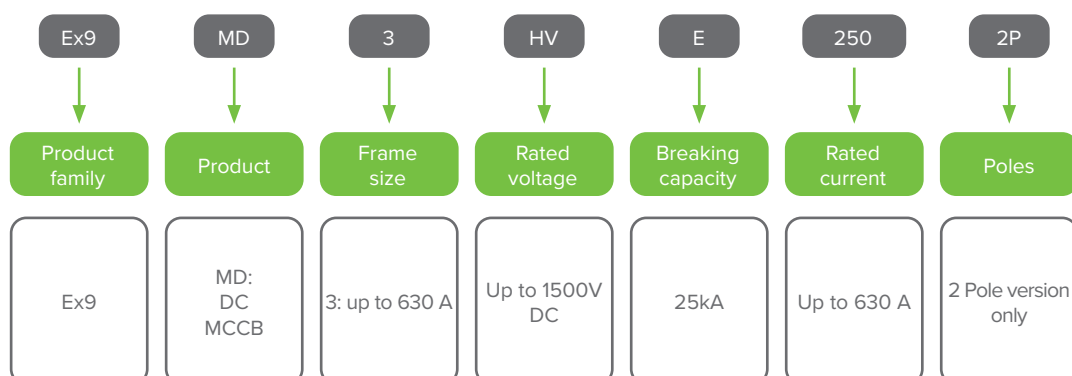 Ex9
MD
3
HV
E
250
2P
Product
family
Product
Frame
size
Rated
voltage
Breaking
capacity
Rated
current
Poles
Ex9
MD:
DC
MCCB
3: up to 630 A
Up to 1500V
DC
25kA
Up to 630 A
2 Pole version
only